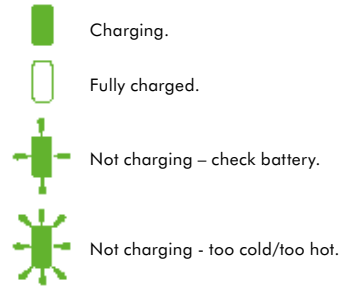 Charging.
Fully charged.
Not charging – check battery.
Not charging - too cold/too hot.